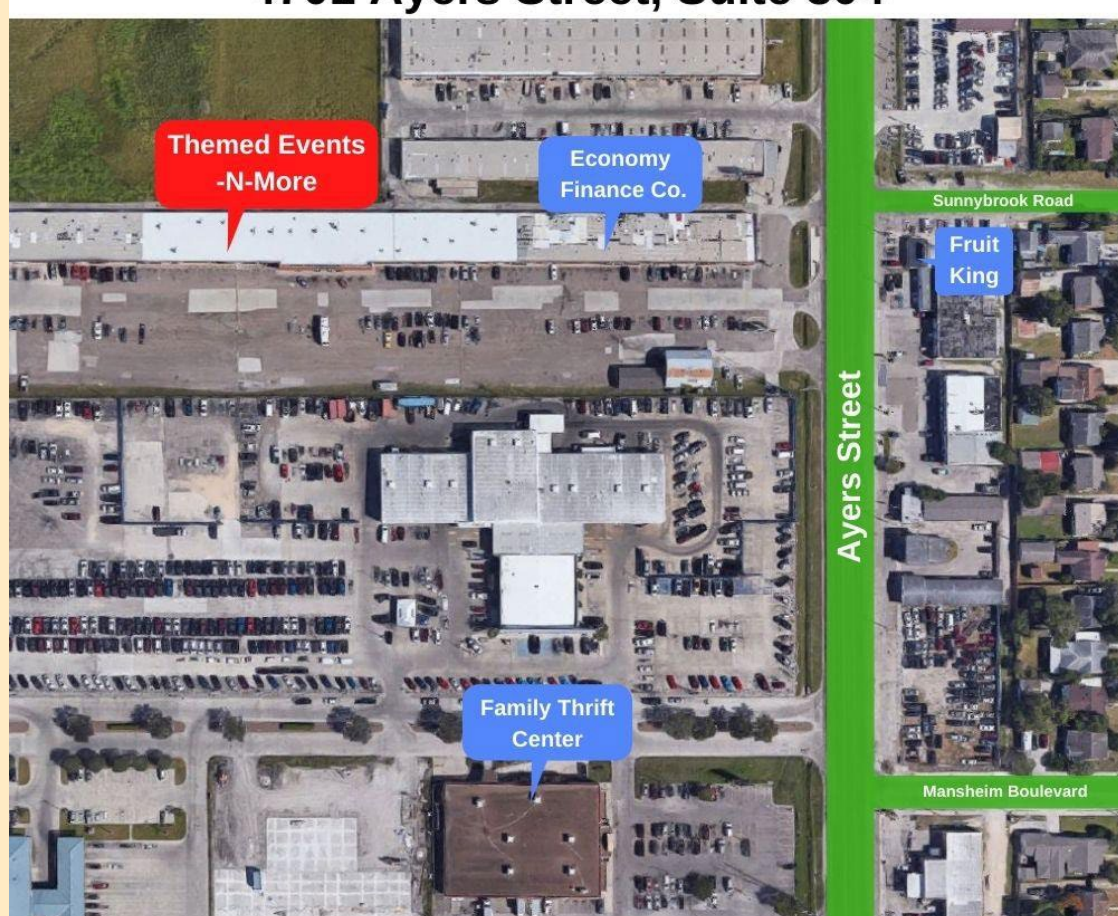 Themed Events
-N-More
Economy
Finance Co.
Sunnybrook Road
Fruit
King
Ayers Street
Family Thrift
Center
Mansheim Boulevard